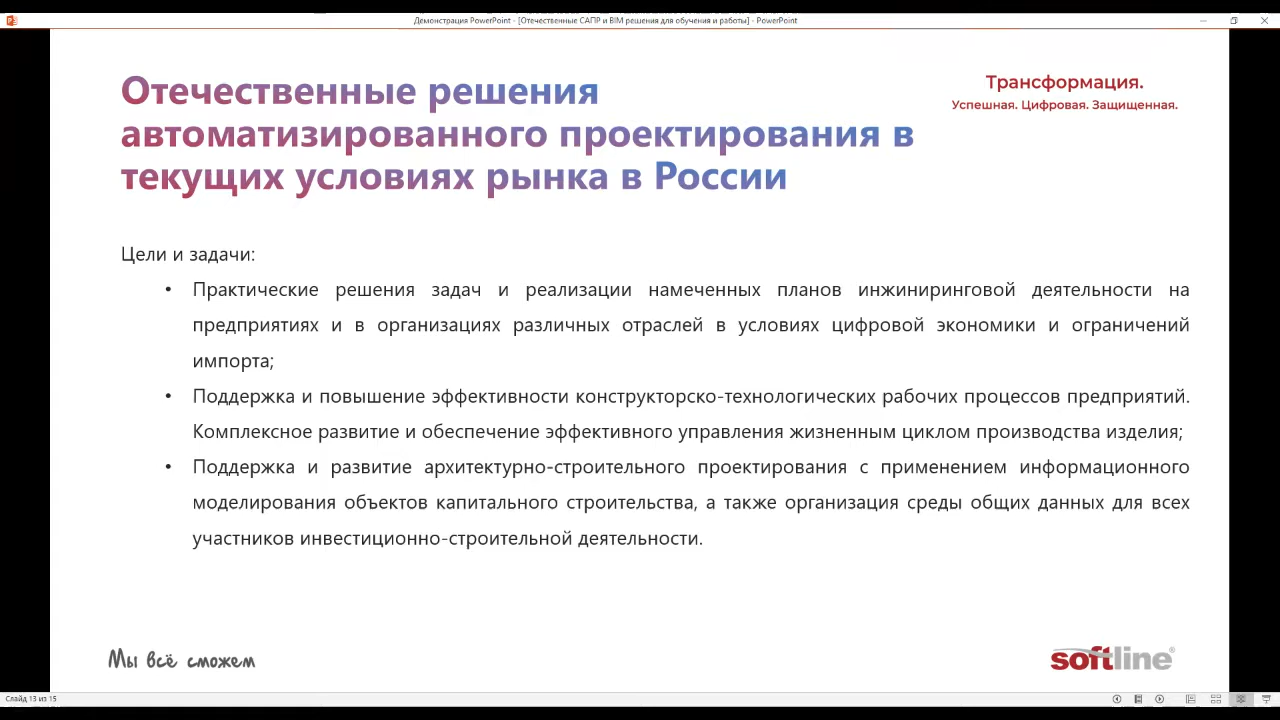 Демонстрация PowerPoint - [Отечественные САПР и BIM решения для обучения и работы] - PowerPoint
Отечественные решения
автоматизированного проектирования в
текущих условиях рынка в России
Трансформация.
Успешная. Цифровая. Защищенная.
Цели и задачи:
• Практические решения задач и реализации намеченных планов инжиниринговой деятельности на
предприятиях и в организациях различных отраслей в условиях цифровой экономики и ограничений
импорта;
• Поддержка и повышение эффективности конструкторско-технологических рабочих процессов предприятий.
Комплексное развитие и обеспечение эффективного управления жизненным циклом производства изделия;
• Поддержка и развитие архитектурно-строительного проектирования с применением информационного
моделирования объектов капитального строительства, а также организация среды общих данных для всех
участников инвестиционно-строительной деятельности.
Мы всё сможем
softline®
Слайд 13 из 15